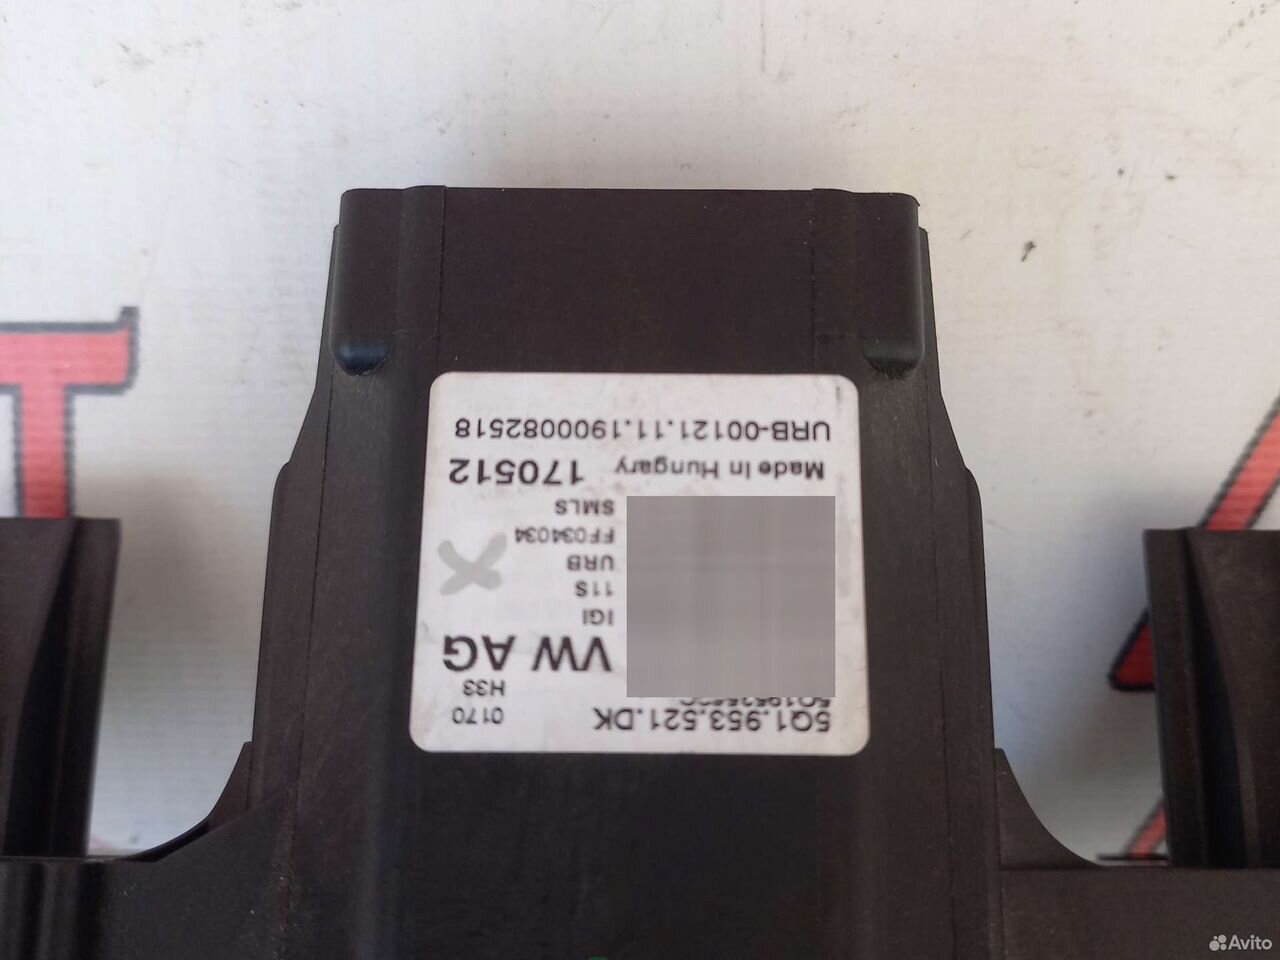 5Q1.953.521.DK
0170
H33
VW AG
IGI
11S
URB
FF034034
SMLS
Made In Hungary 170512
URB-00121.11.1900082518
Avito